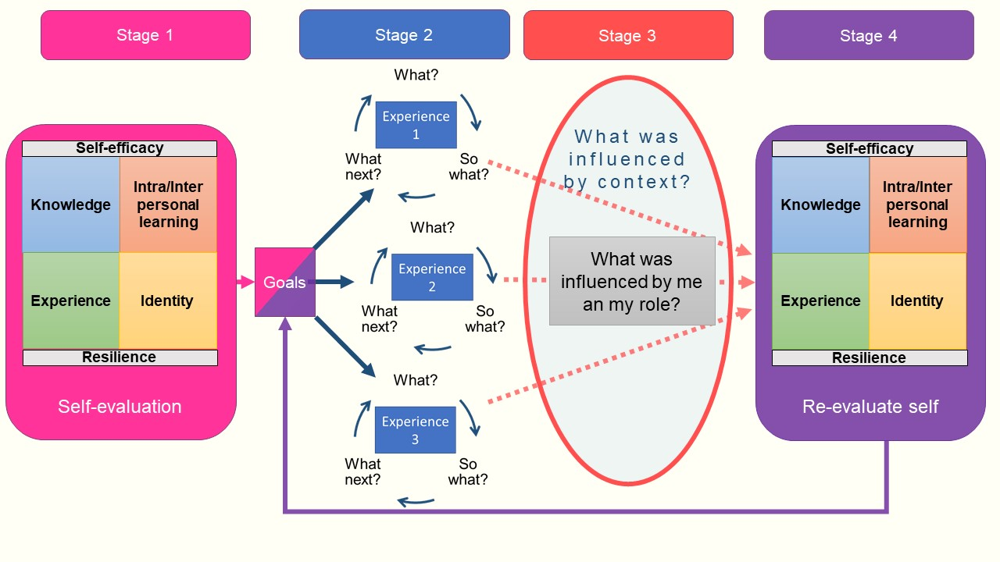 Stage 1
Stage 2
Stage 3
Stage 4
Self-efficacy
Knowledge
Intra/Inter
personal
learning
Experience
Identity
Resilience
Self-evaluation
Goals
What?
Experience
1
What
next?
So
what?
What?
Experience
2
What
next?
So
what?
What?
Experience
3
What
next?
So
what?
What was
influenced
by context?
What was
influenced by me
an my role?
Self-efficacy
Knowledge
Intra/Inter
personal
learning
Experience
Identity
Resilience
Re-evaluate self